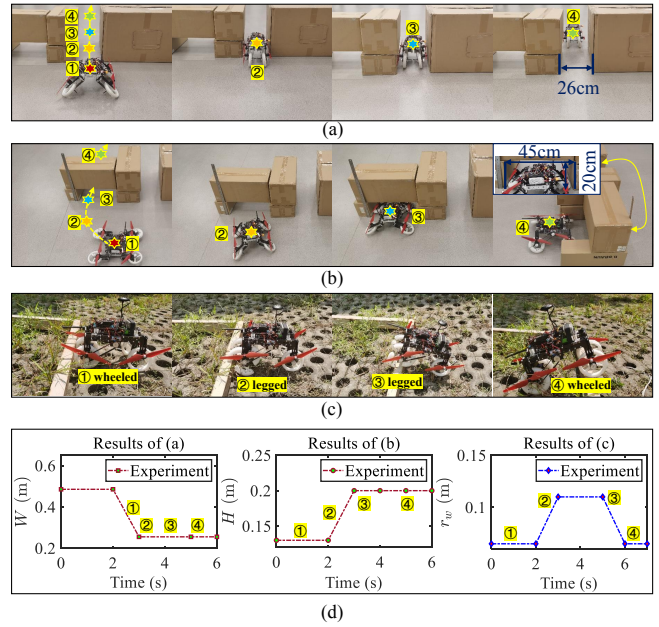 ④
③
②
①
②
③
④
26cm
(a)
④
③
②
①
②
③
45cm
20cm
④
(b)
① wheeled
② legged
③ legged
④ wheeled
(c)
Results of (a)
Experiment
W (m)
0.6
0.4
0.2
①
②
③
④
0 2 4 6
Time (s)
Results of (b)
Experiment
H (m)
0.25
0.2
0.15
①
②
③
④
0 2 4 6
Time (s)
Results of (c)
Experiment
r_w (m)
0.1
①
②
③
④
0 2 4 6
Time (s)
(d)